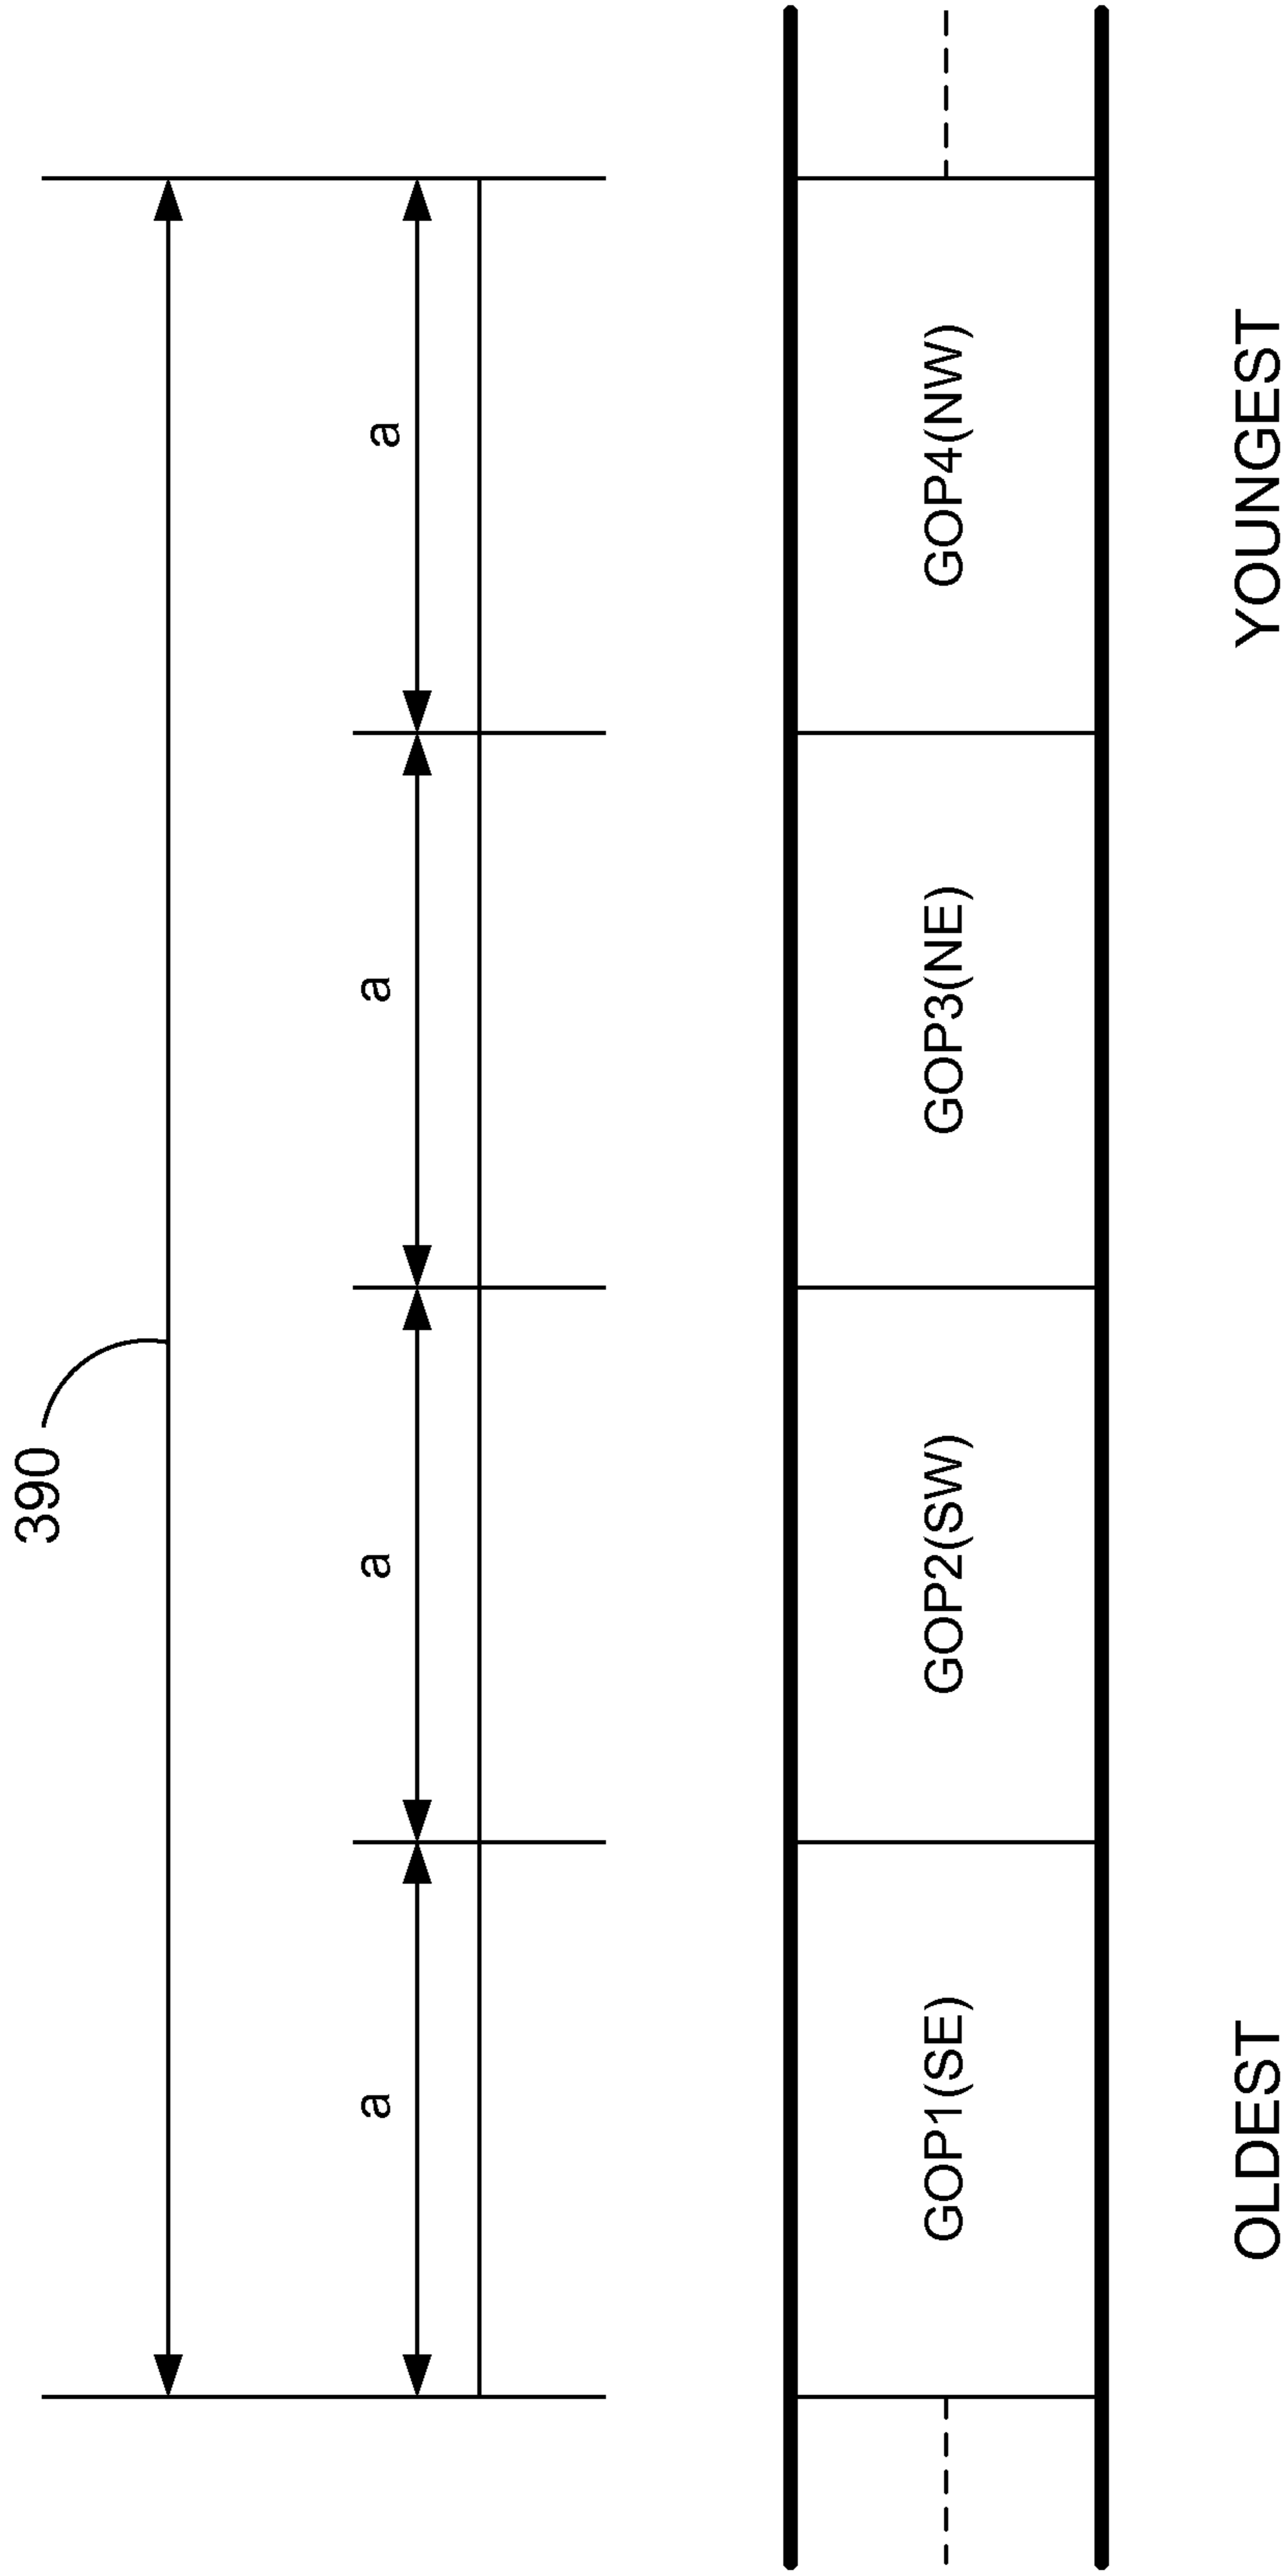 390
a
a
a
a
GOP1(SE)
GOP2(SW)
GOP3(NE)
GOP4(NW)
OLDEST
YOUNGEST